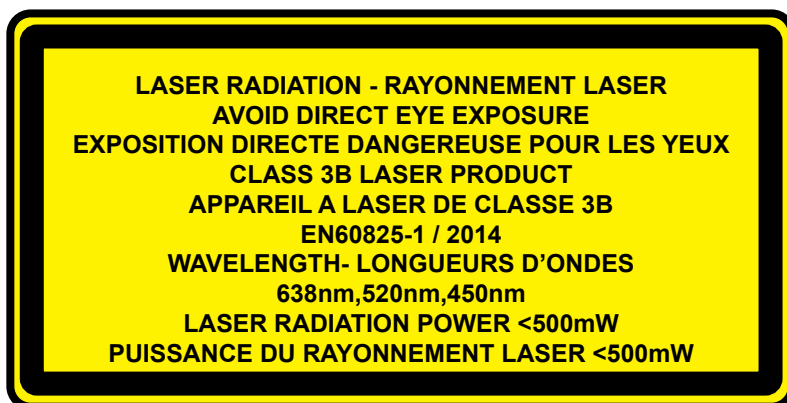 LASER RADIATION - RAYONNEMENT LASER
AVOID DIRECT EYE EXPOSURE
EXPOSITION DIRECTE DANGEREUSE POUR LES YEUX
CLASS 3B LASER PRODUCT
APPAREIL A LASER DE CLASSE 3B
EN60825-1 / 2014
WAVELENGTH- LONGUEURS D’ONDES
638nm,520nm,450nm
LASER RADIATION POWER <500mW
PUISSANCE DU RAYONNEMENT LASER <500mW